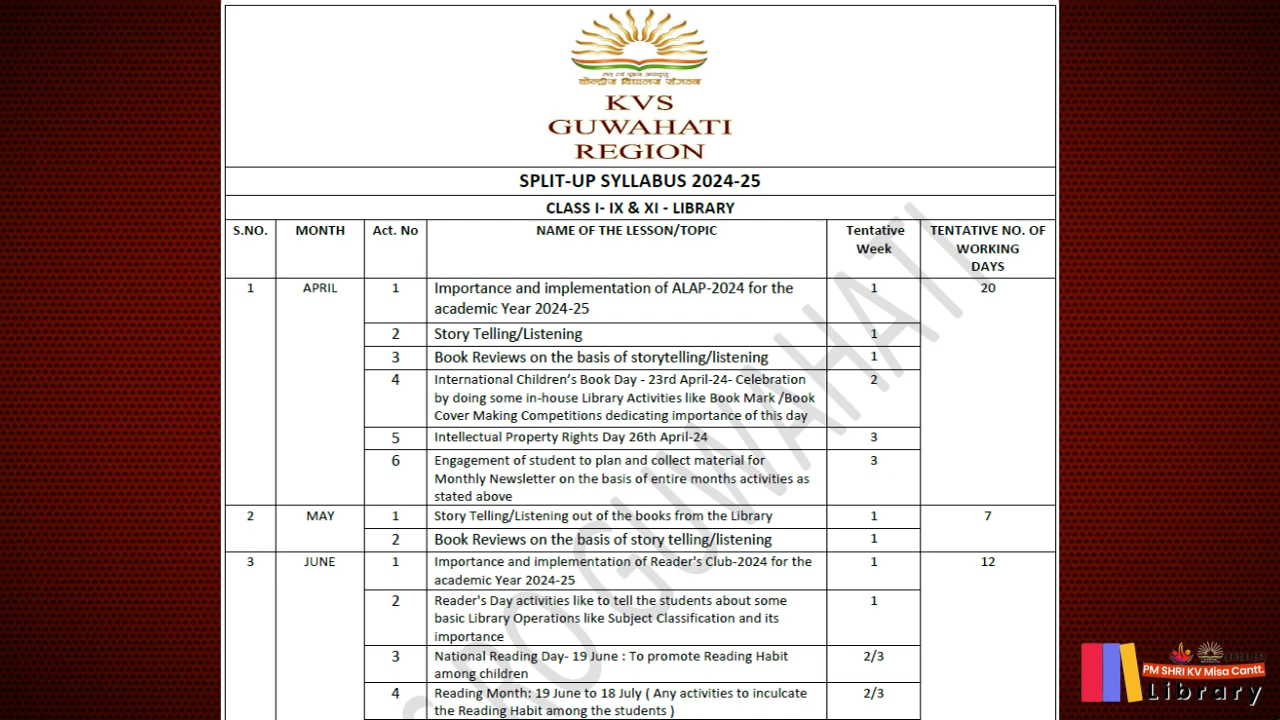 तत् त्वं पूषन् अपावृणु
केन्द्रीय विद्यालय संगठन
KVS
GUWAHATI
REGION
SPLIT-UP SYLLABUS 2024-25
CLASS I- IX & XI - LIBRARY
S.NO. MONTH Act. No NAME OF THE LESSON/TOPIC Tentative Week TENTATIVE NO. OF WORKING DAYS
1 APRIL 1 Importance and implementation of ALAP-2024 for the 1 20
academic Year 2024-25
2 Story Telling/Listening 1
3 Book Reviews on the basis of storytelling/listening 1
4 International Children’s Book Day - 23rd April-24- Celebration 2
by doing some in-house Library Activities like Book Mark /Book
Cover Making Competitions dedicating importance of this day
5 Intellectual Property Rights Day 26th April-24 3
6 Engagement of student to plan and collect material for 3
Monthly Newsletter on the basis of entire months activities as
stated above
2 MAY 1 Story Telling/Listening out of the books from the Library 1 7
2 Book Reviews on the basis of story telling/listening 1
3 JUNE 1 Importance and implementation of Reader's Club-2024 for the 1 12
academic Year 2024-25
2 Reader's Day activities like to tell the students about some 1
basic Library Operations like Subject Classification and its
importance
3 National Reading Day- 19 June : To promote Reading Habit 2/3
among children
4 Reading Month: 19 June to 18 July ( Any activities to inculcate 2/3
the Reading Habit among the students )
RO GUWAHATI
PM SHRI KV Misa Cantt.
Library